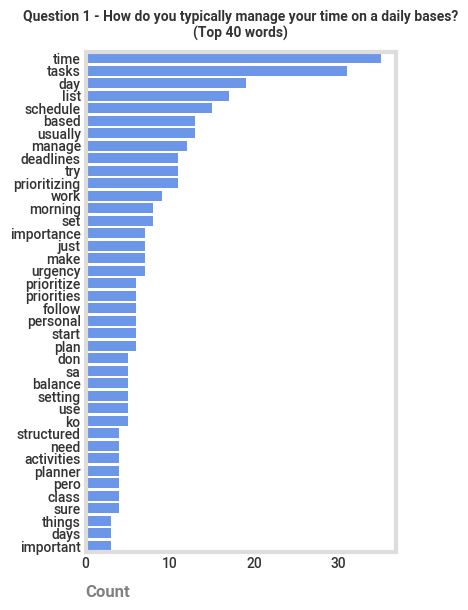 Question 1 - How do you typically manage your time on a daily bases?
(Top 40 words)
time
tasks
day
list
schedule
based
usually
manage
deadlines
try
prioritizing
work
morning
set
importance
just
make
urgency
prioritize
priorities
follow
personal
start
plan
don
sa
balance
setting
use
ko
structured
need
activities
planner
pero
class
sure
things
days
important
0 10 20 30
Count